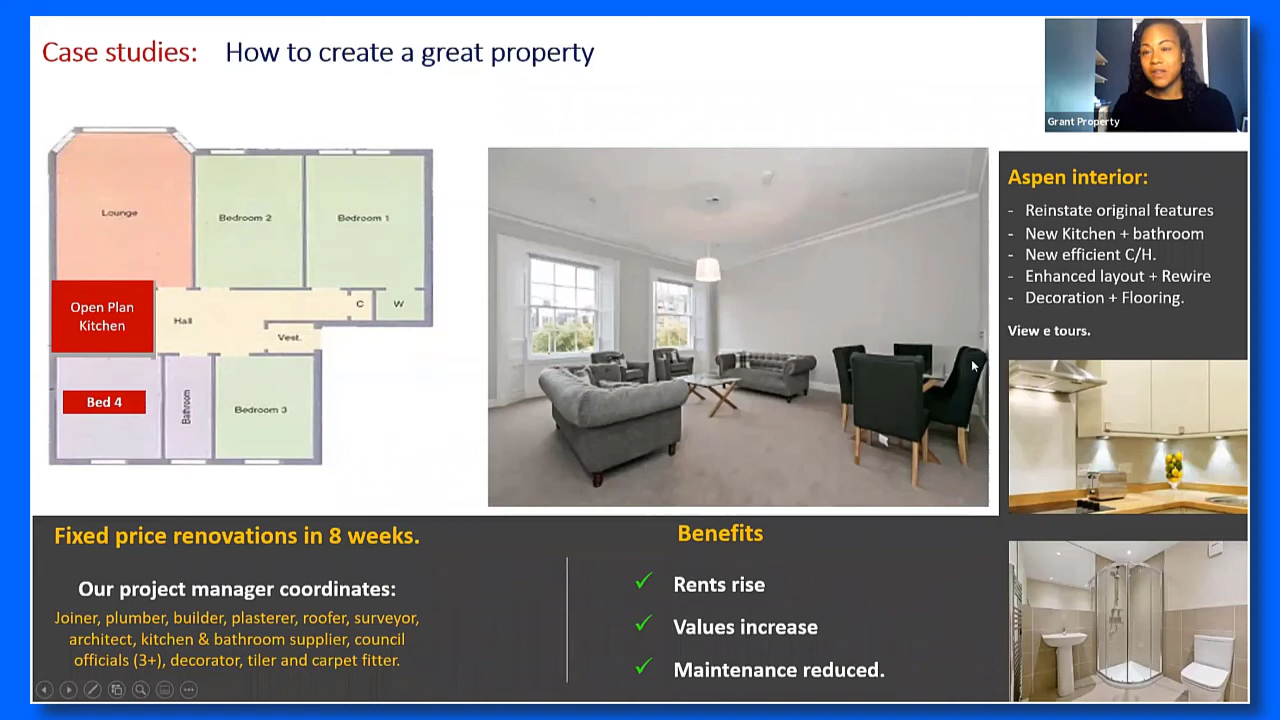 Case studies: How to create a great property
Grant Property
Lounge
Bedroom 2
Bedroom 1
Open Plan
Kitchen
Hall
C
W
Vest.
Bed 4
Bathroom
Bedroom 3
Aspen interior:
- Reinstate original features
- New Kitchen + bathroom
- New efficient C/H.
- Enhanced layout + Rewire
- Decoration + Flooring.
View e tours.
Fixed price renovations in 8 weeks.
Our project manager coordinates:
Joiner, plumber, builder, plasterer, roofer, surveyor,
architect, kitchen & bathroom supplier, council
officials (3+), decorator, tiler and carpet fitter.
Benefits
✓ Rents rise
✓ Values increase
✓ Maintenance reduced.